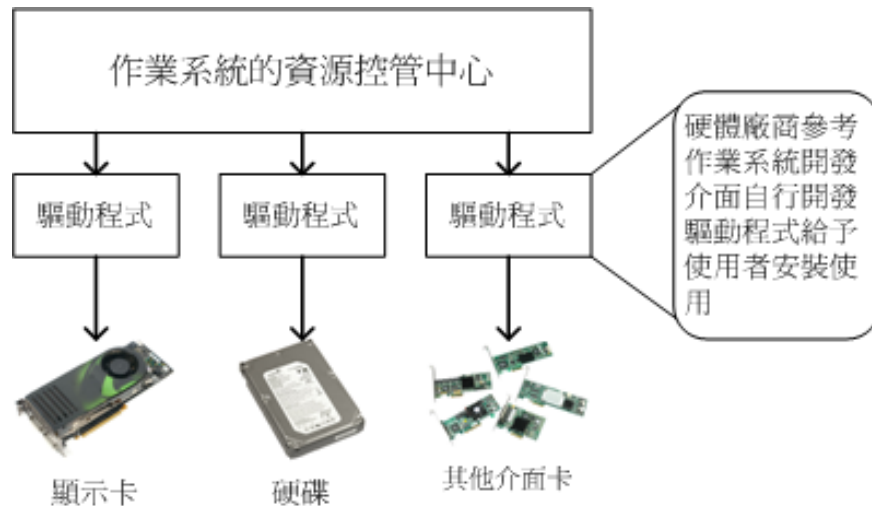 作業系統的資源控管中心
驅動程式
驅動程式
驅動程式
硬體廠商參考
作業系統開發
介面自行開發
驅動程式給予
使用者安裝使
用
顯示卡
硬碟
其他介面卡